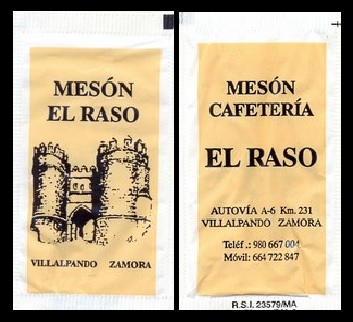 MESÓN
EL RASO
VILLALPANDO ZAMORA
MESÓN
CAFETERÍA
EL RASO
AUTOVÍA A-6 Km. 231
VILLALPANDO ZAMORA
Teléf.: 980 667 004
Móvil: 664 722 847
R.S.I. 23579/MA